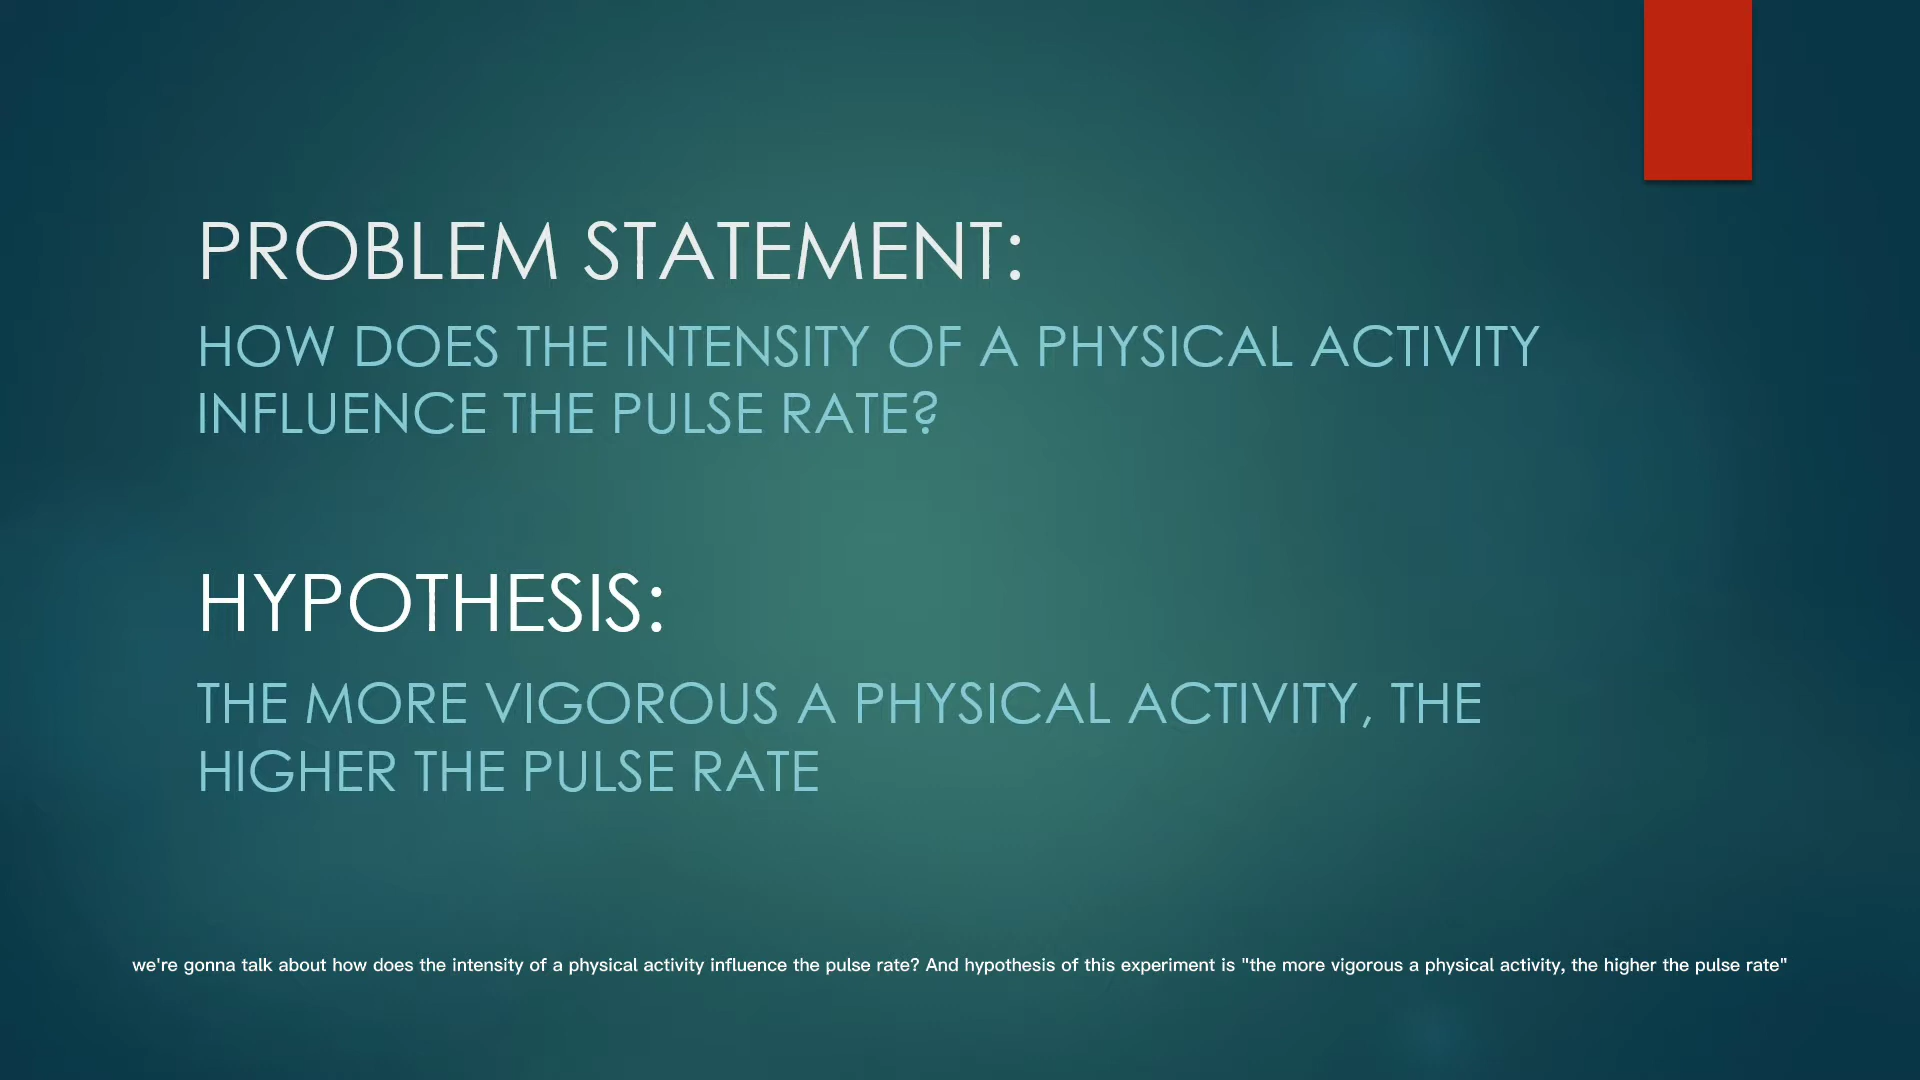 PROBLEM STATEMENT:
HOW DOES THE INTENSITY OF A PHYSICAL ACTIVITY
INFLUENCE THE PULSE RATE?
HYPOTHESIS:
THE MORE VIGOROUS A PHYSICAL ACTIVITY, THE
HIGHER THE PULSE RATE
we're gonna talk about how does the intensity of a physical activity influence the pulse rate? And hypothesis of this experiment is "the more vigorous a physical activity, the higher the pulse rate"